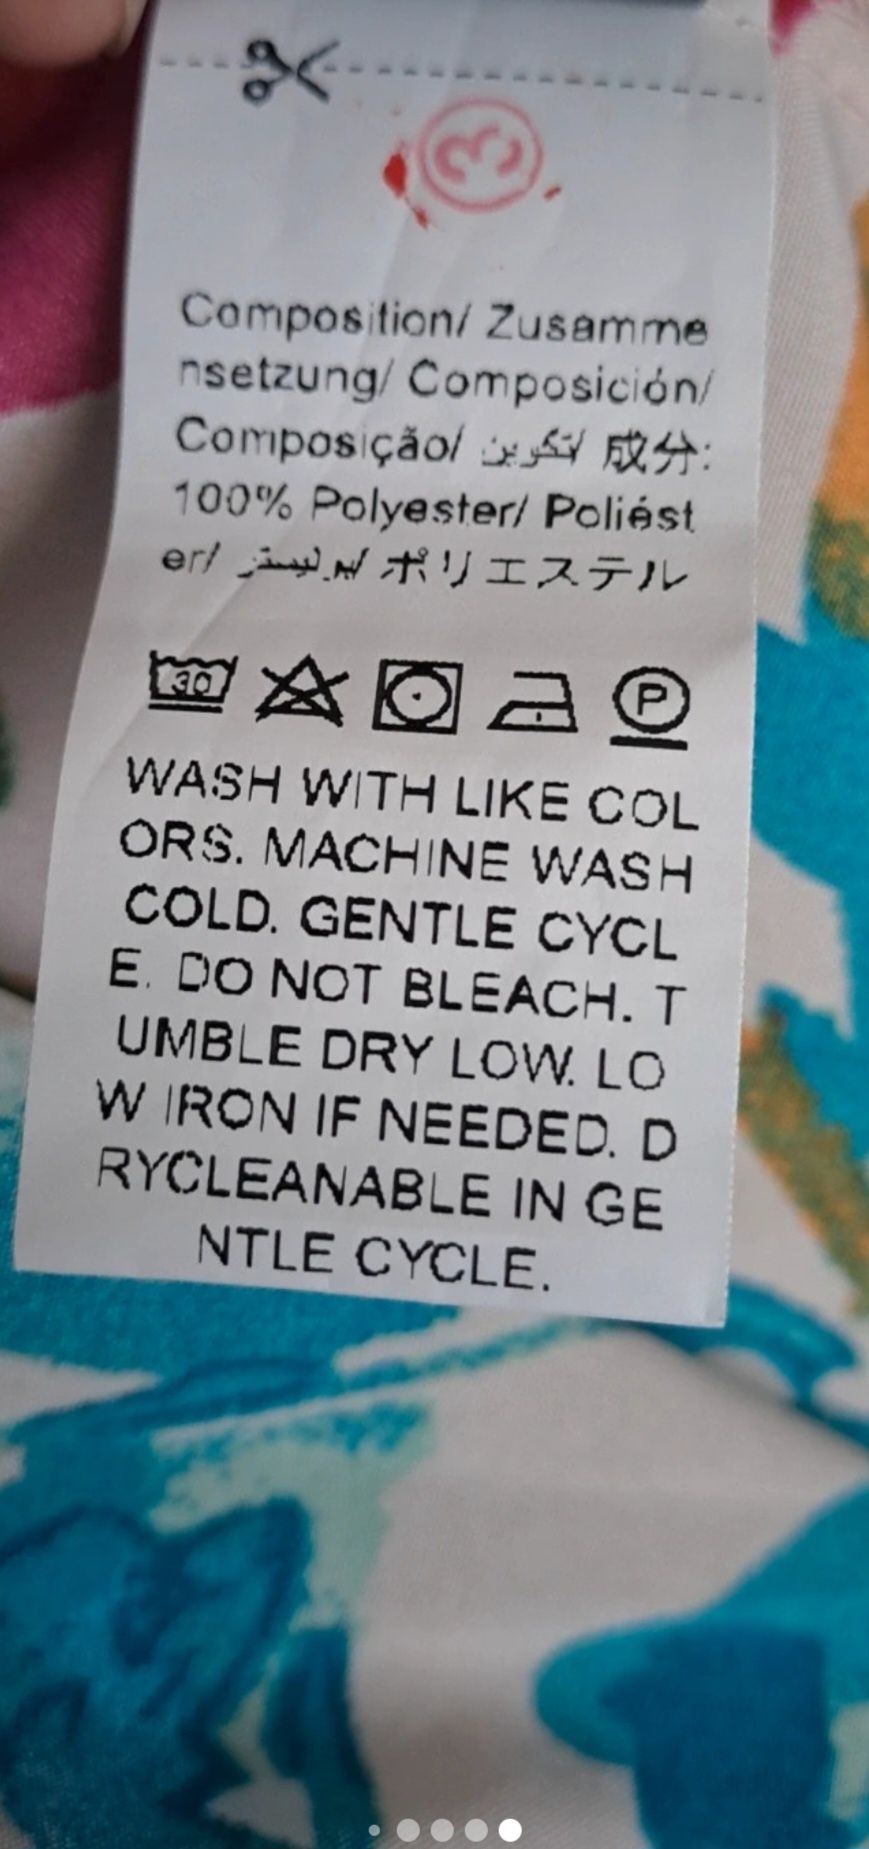 Composition/ Zusamme
nsetzung/ Composición/
Composição/ تكوين/ 成分:
100% Polyester/ Poliést
er/ بوليستر/ ポリエステル
30 P
WASH WITH LIKE COL
ORS. MACHINE WASH
COLD. GENTLE CYCL
E. DO NOT BLEACH. T
UMBLE DRY LOW. LO
W IRON IF NEEDED. D
RYCLEANABLE IN GE
NTLE CYCLE.